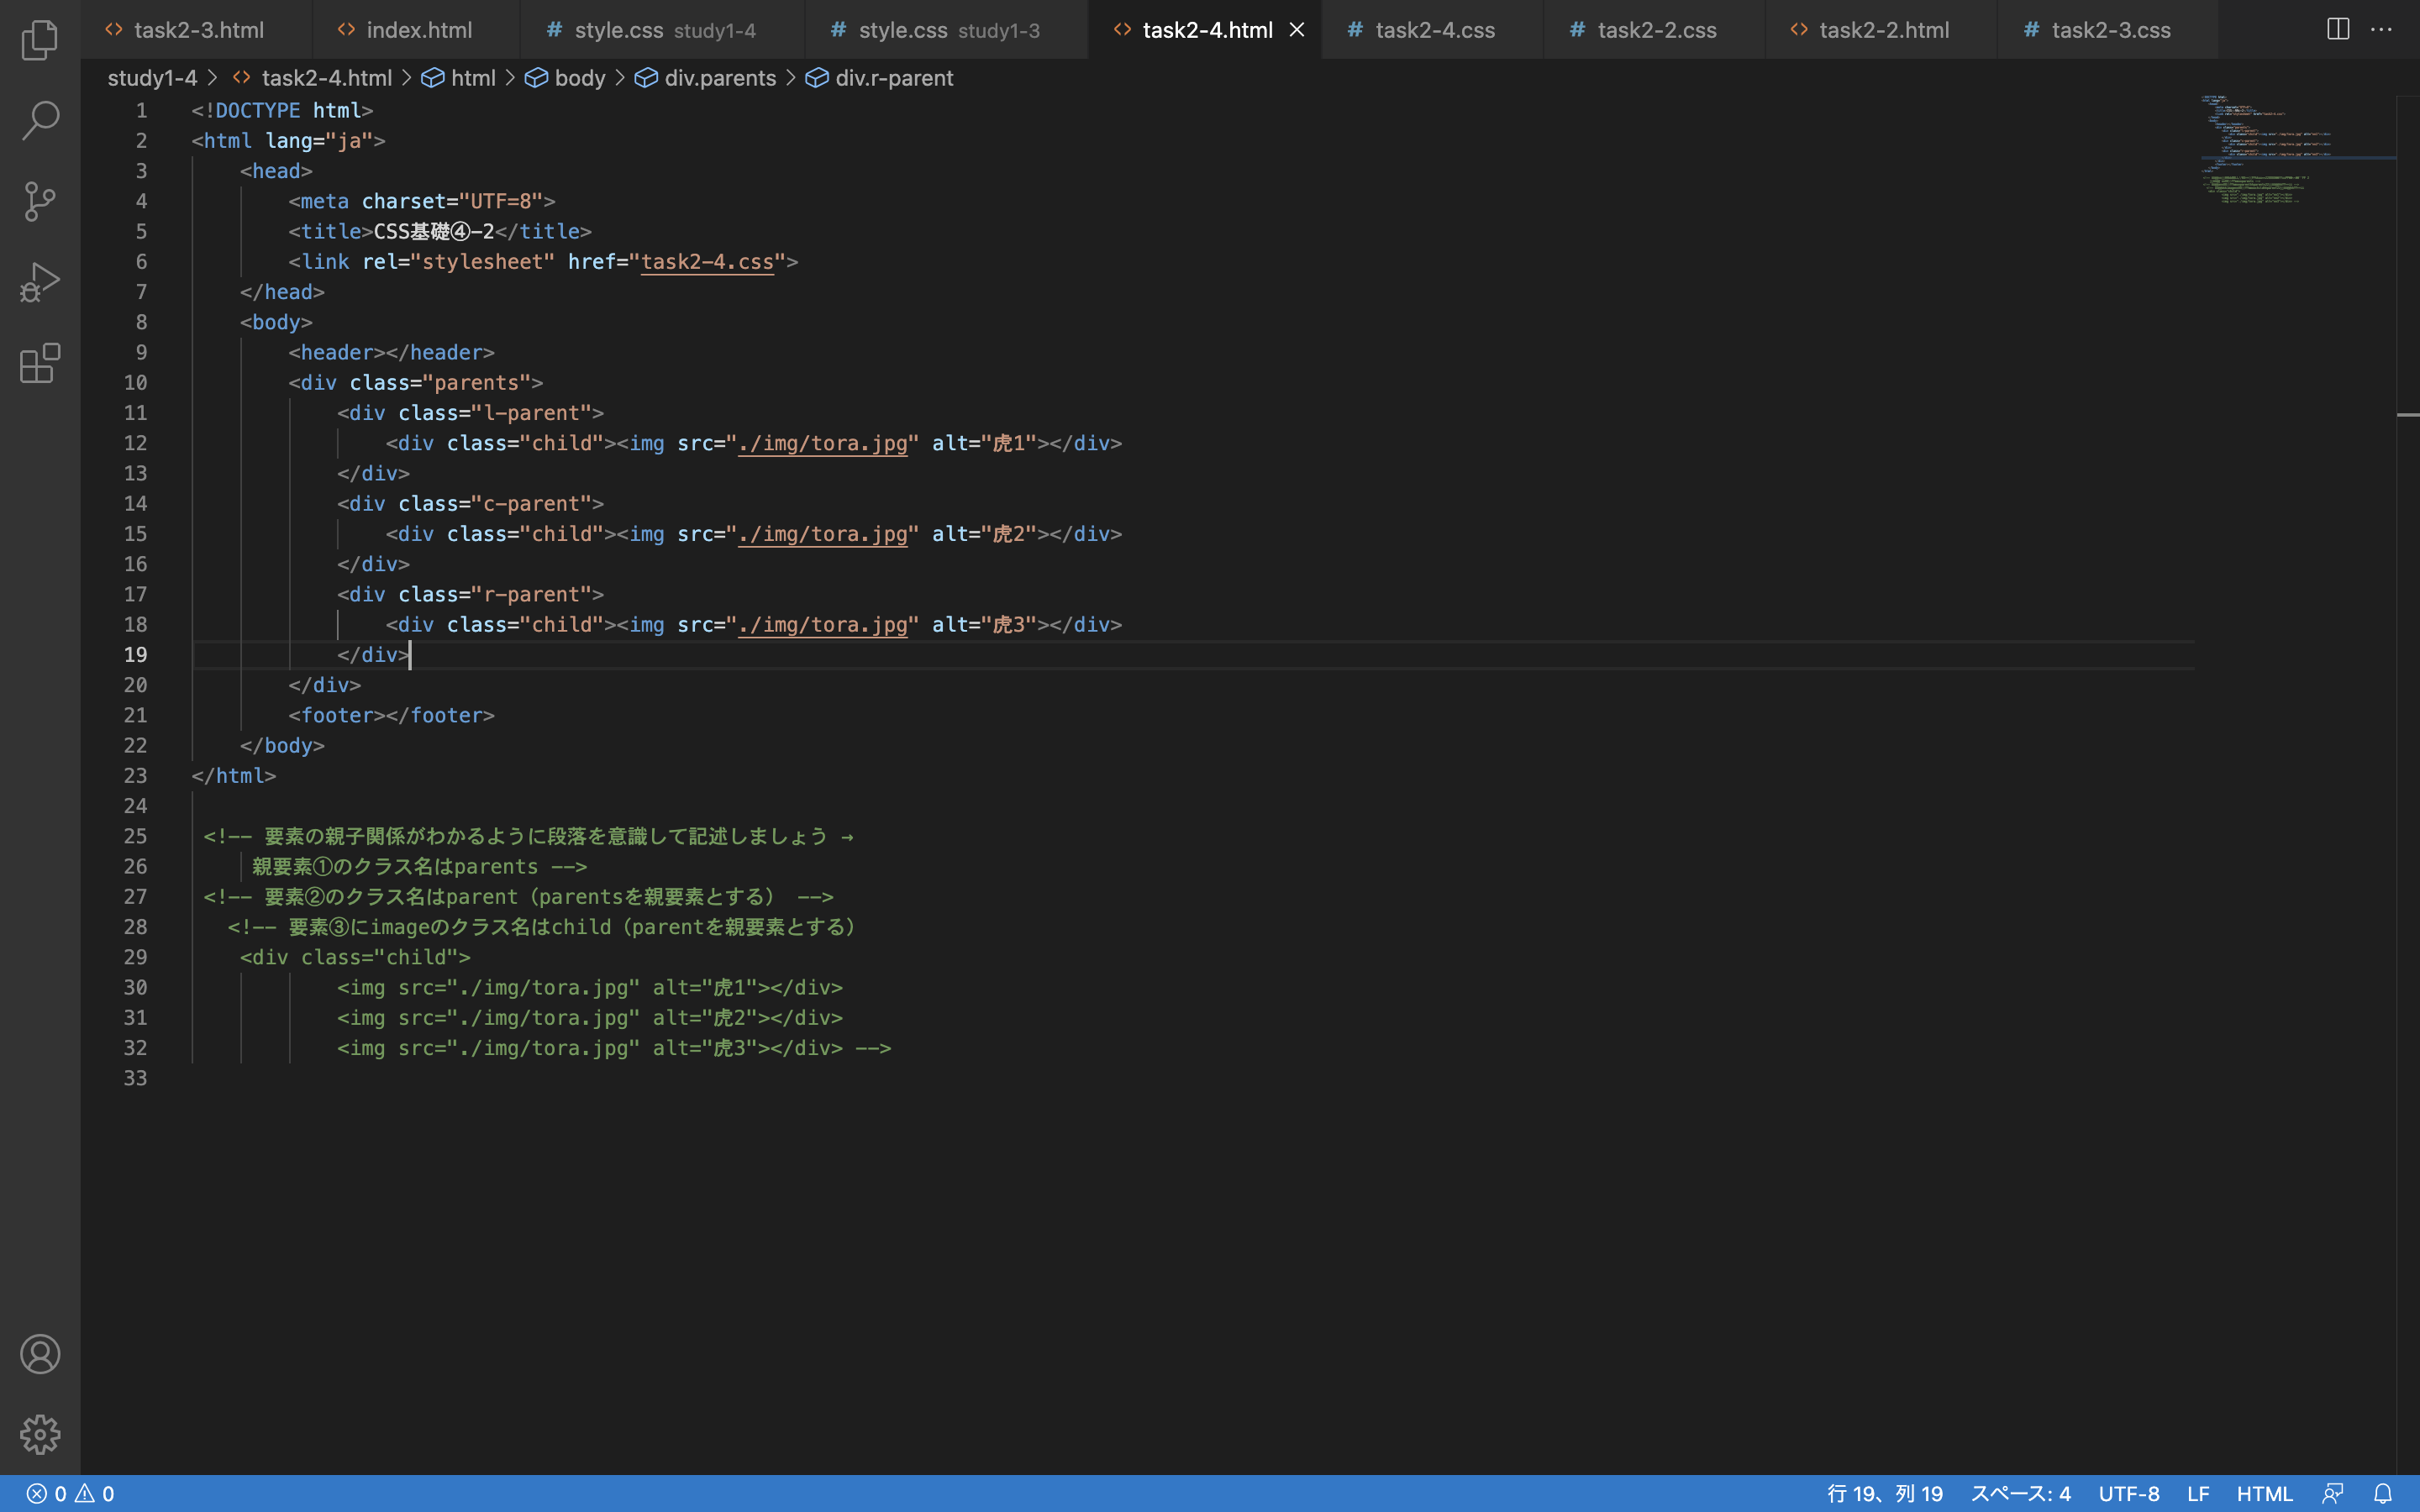 task2-3.html index.html style.css study1-4 style.css study1-3 task2-4.html task2-4.css task2-2.css task2-2.html task2-3.css
study1-4 > task2-4.html > html > body > div.parents > div.r-parent
1 <!DOCTYPE html>
2 <html lang="ja">
3 <head>
4 <meta charset="UTF=8">
5 <title>CSS基礎④-2</title>
6 <link rel="stylesheet" href="task2-4.css">
7 </head>
8 <body>
9 <header></header>
10 <div class="parents">
11 <div class="l-parent">
12 <div class="child"><img src="./img/tora.jpg" alt="虎1"></div>
13 </div>
14 <div class="c-parent">
15 <div class="child"><img src="./img/tora.jpg" alt="虎2"></div>
16 </div>
17 <div class="r-parent">
18 <div class="child"><img src="./img/tora.jpg" alt="虎3"></div>
19 </div>
20 </div>
21 <footer></footer>
22 </body>
23 </html>
24
25 <!-- 要素の親子関係がわかるように段落を意識して記述しましょう →
26 親要素①のクラス名はparents -->
27 <!-- 要素②のクラス名はparent（parentsを親要素とする） -->
28 <!-- 要素③にimageのクラス名はchild（parentを親要素とする）
29 <div class="child">
30 <img src="./img/tora.jpg" alt="虎1"></div>
31 <img src="./img/tora.jpg" alt="虎2"></div>
32 <img src="./img/tora.jpg" alt="虎3"></div> -->
33
0 0 行 19、列 19 スペース: 4 UTF-8 LF HTML